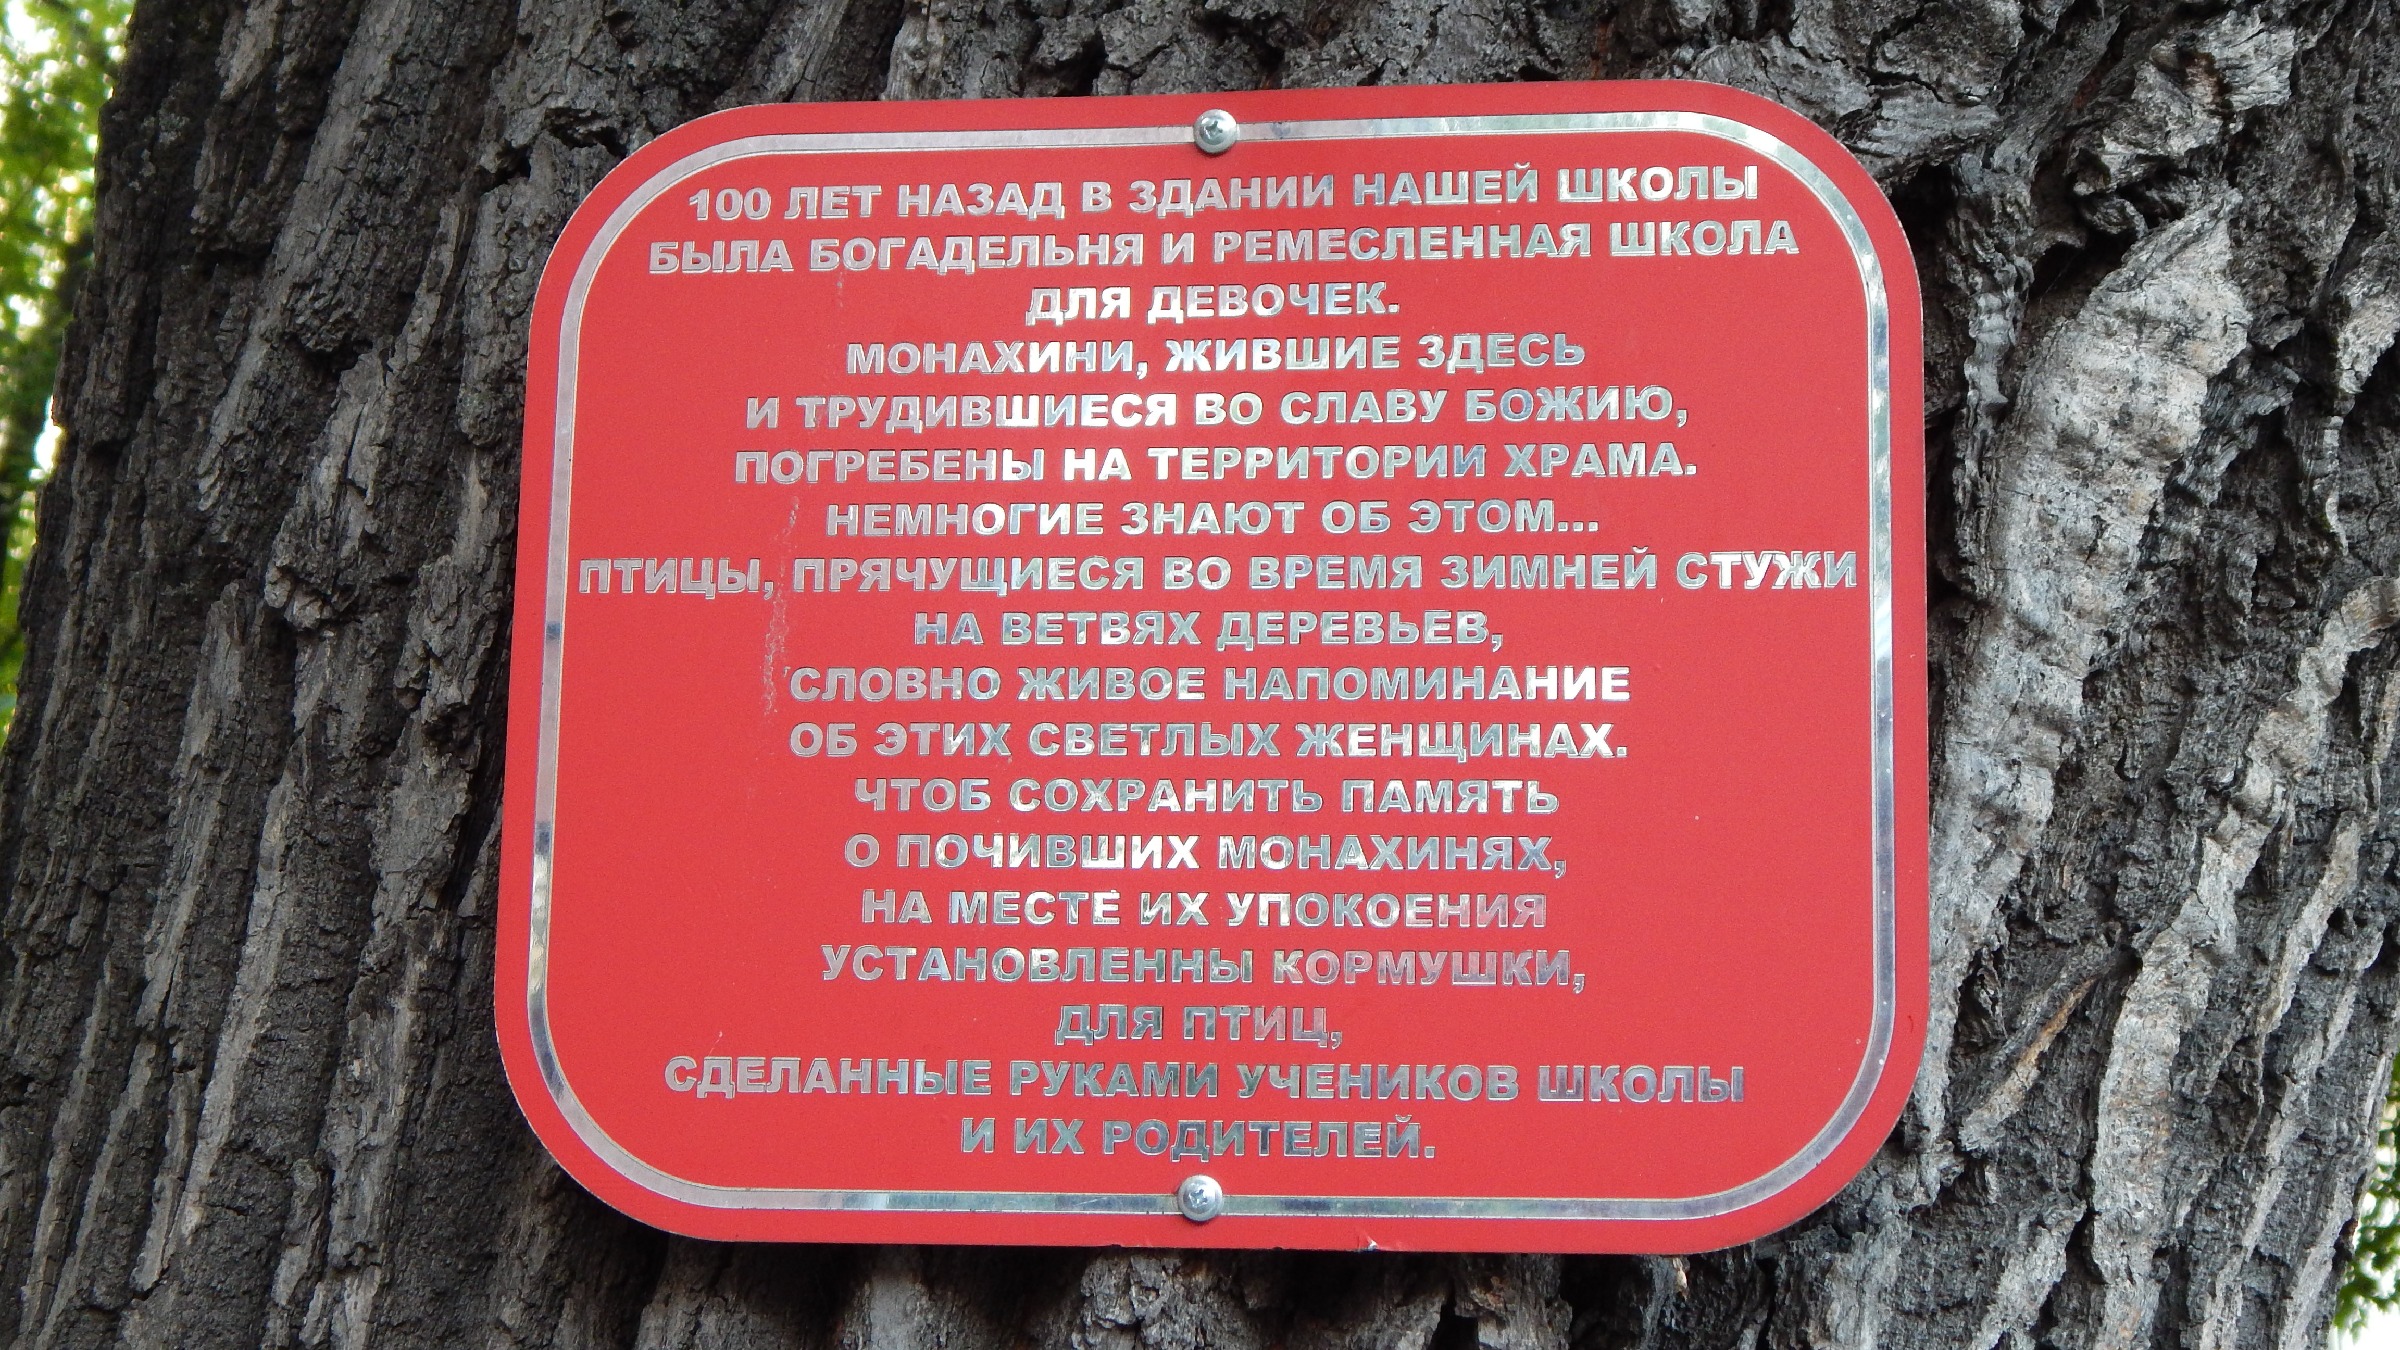 100 ЛЕТ НАЗАД В ЗДАНИИ НАШЕЙ ШКОЛЫ
БЫЛА БОГАДЕЛЬНЯ И РЕМЕСЛЕННАЯ ШКОЛА
ДЛЯ ДЕВОЧЕК.
МОНАХИНИ, ЖИВШИЕ ЗДЕСЬ
И ТРУДИВШИЕСЯ ВО СЛАВУ БОЖИЮ,
ПОГРЕБЕНЫ НА ТЕРРИТОРИИ ХРАМА.
НЕМНОГИЕ ЗНАЮТ ОБ ЭТОМ...
ПТИЦЫ, ПРЯЧУЩИЕСЯ ВО ВРЕМЯ ЗИМНЕЙ СТУЖИ
НА ВЕТВЯХ ДЕРЕВЬЕВ,
СЛОВНО ЖИВОЕ НАПОМИНАНИЕ
ОБ ЭТИХ СВЕТЛЫХ ЖЕНЩИНАХ.
ЧТОБ СОХРАНИТЬ ПАМЯТЬ
О ПОЧИВШИХ МОНАХИНЯХ,
НА МЕСТЕ ИХ УПОКОЕНИЯ
УСТАНОВЛЕННЫ КОРМУШКИ,
ДЛЯ ПТИЦ,
СДЕЛАННЫЕ РУКАМИ УЧЕНИКОВ ШКОЛЫ
И ИХ РОДИТЕЛЕЙ.